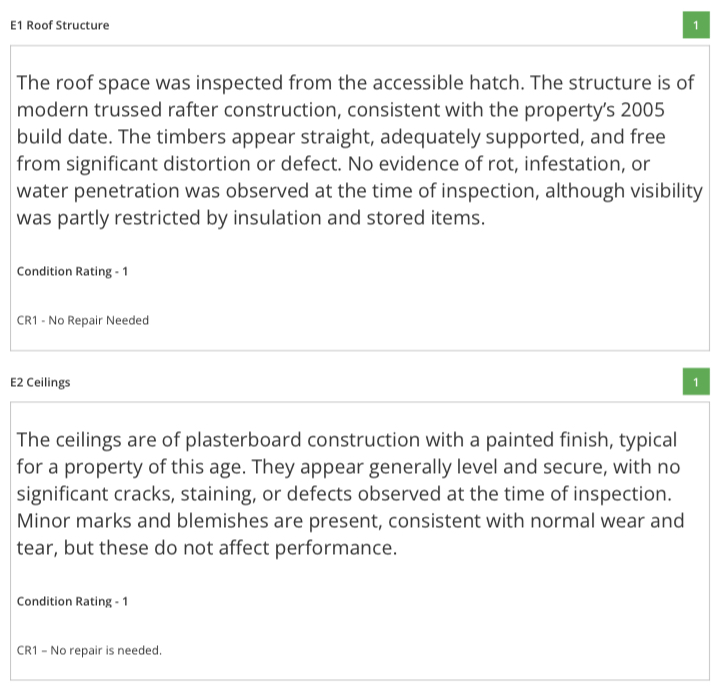 E1 Roof Structure
1
The roof space was inspected from the accessible hatch. The structure is of
modern trussed rafter construction, consistent with the property’s 2005
build date. The timbers appear straight, adequately supported, and free
from significant distortion or defect. No evidence of rot, infestation, or
water penetration was observed at the time of inspection, although visibility
was partly restricted by insulation and stored items.
Condition Rating - 1
CR1 - No Repair Needed
E2 Ceilings
1
The ceilings are of plasterboard construction with a painted finish, typical
for a property of this age. They appear generally level and secure, with no
significant cracks, staining, or defects observed at the time of inspection.
Minor marks and blemishes are present, consistent with normal wear and
tear, but these do not affect performance.
Condition Rating - 1
CR1 – No repair is needed.